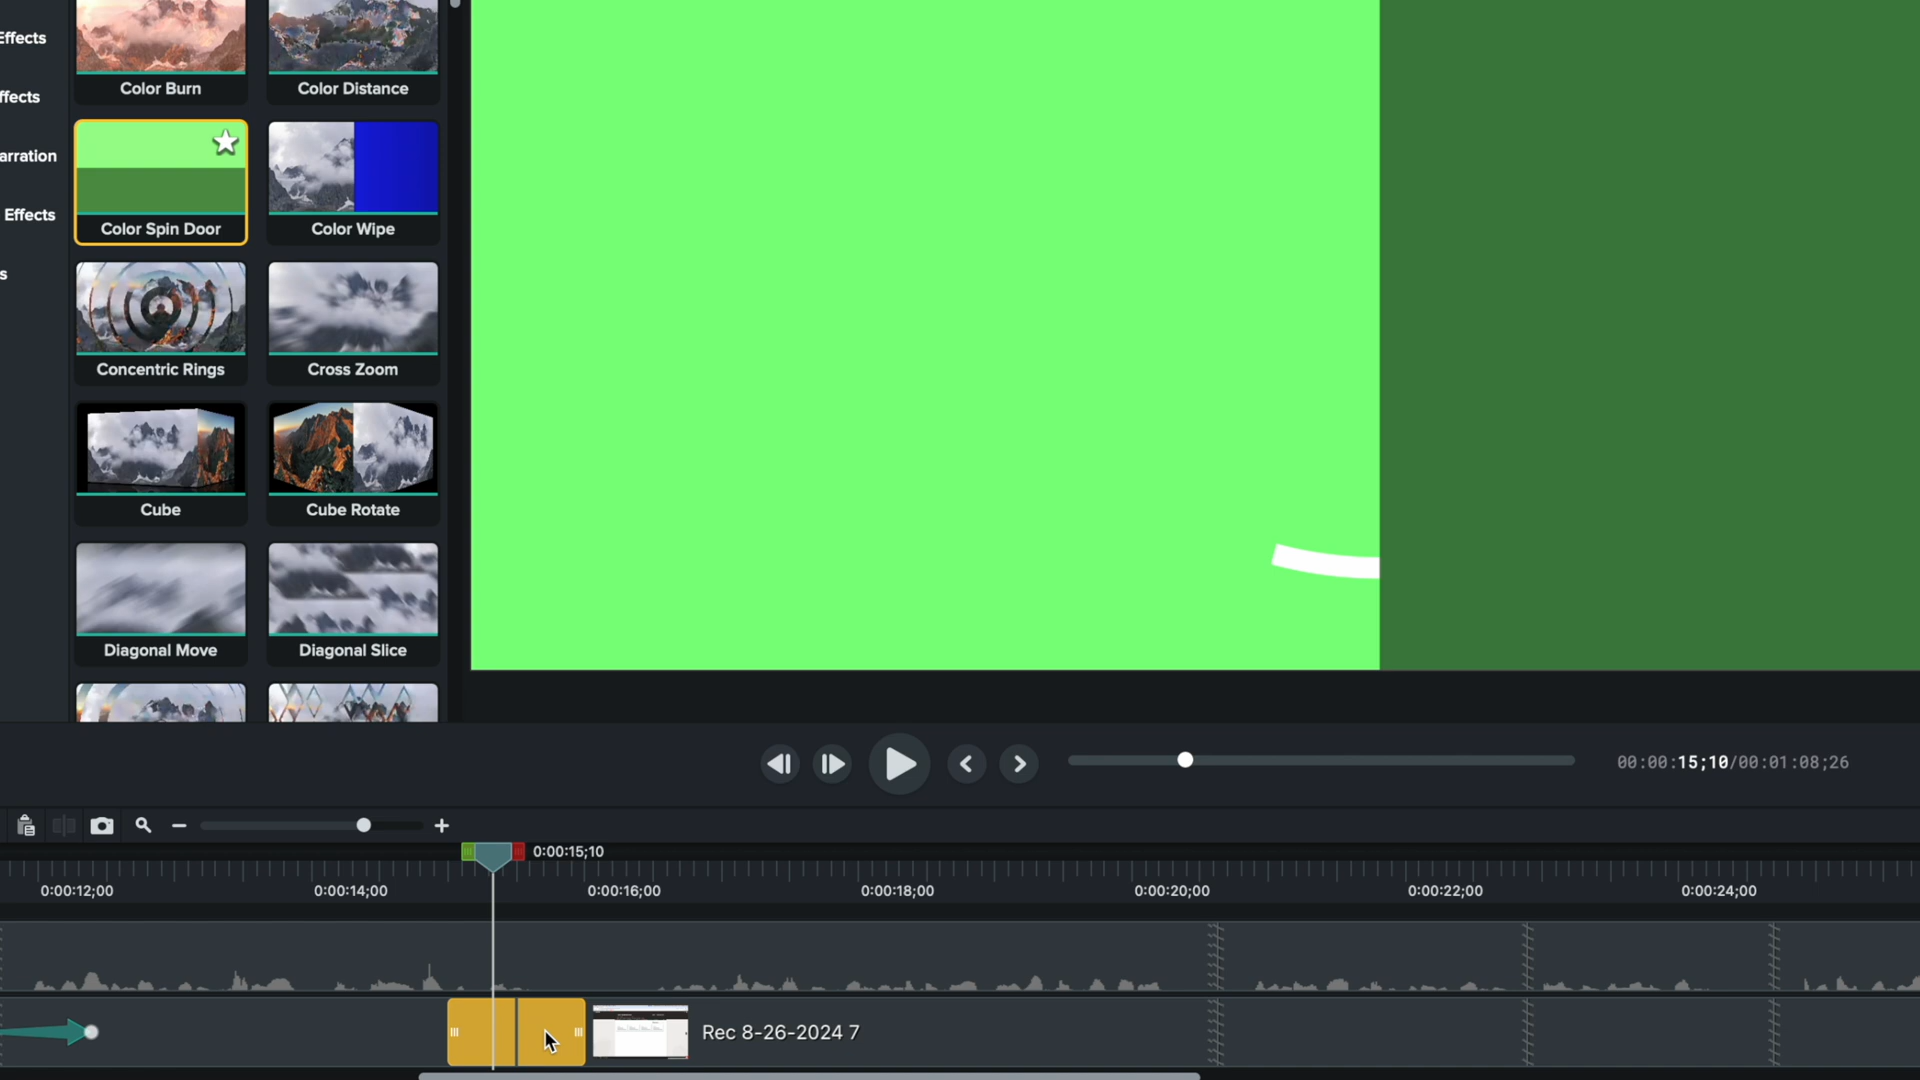 Effects
ffects
arration
Effects
s
Color Burn
Color Distance
Color Spin Door
Color Wipe
Concentric Rings
Cross Zoom
Cube
Cube Rotate
Diagonal Move
Diagonal Slice
00:00:15;10/00:01:08;26
0:00:15;10
0:00:12;00
0:00:14;00
0:00:16;00
0:00:18;00
0:00:20;00
0:00:22;00
0:00:24;00
Rec 8-26-2024 7